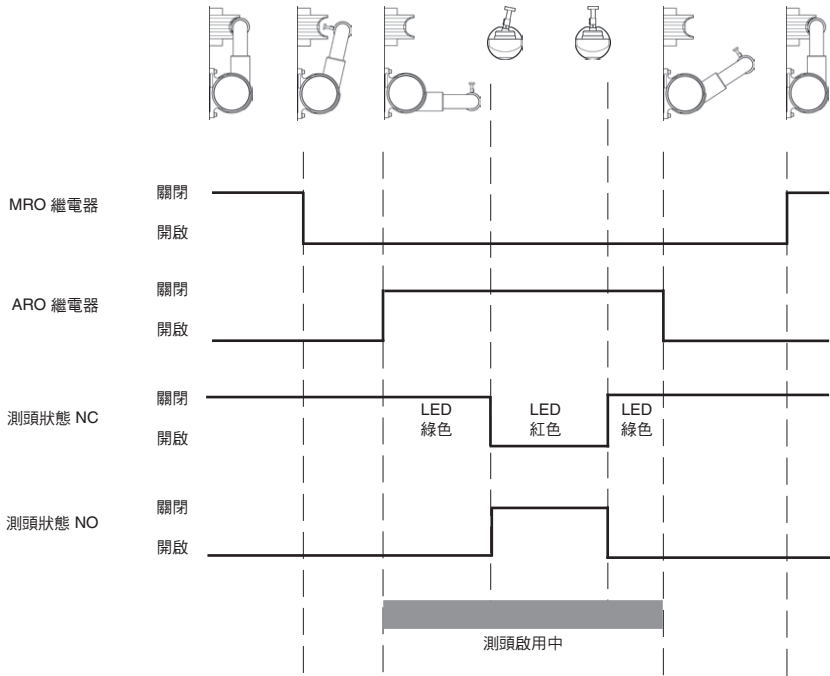 MRO 繼電器
關閉
開啟
ARO 繼電器
關閉
開啟
測頭狀態 NC
關閉
開啟
LED
綠色
LED
紅色
LED
綠色
測頭狀態 NO
關閉
開啟
測頭啟用中